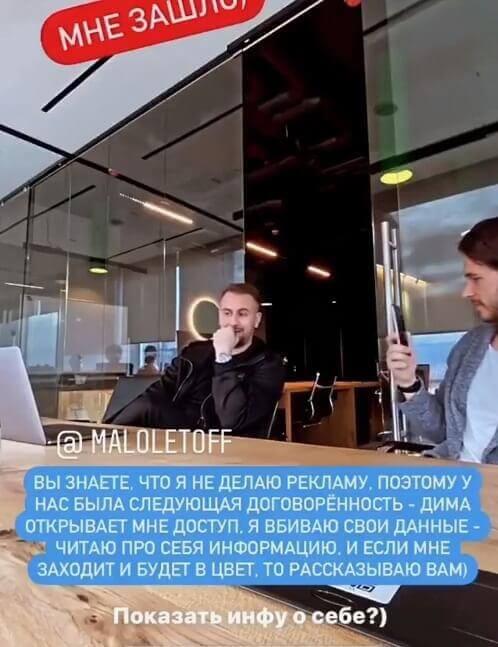 МНЕ ЗАШЛО,
@MALOLETOFF
ВЫ ЗНАЕТЕ, ЧТО Я НЕ ДЕЛАЮ РЕКЛАМУ, ПОЭТОМУ У
НАС БЫЛА СЛЕДУЮЩАЯ ДОГОВОРЁННОСТЬ - ДИМА
ОТКРЫВАЕТ МНЕ ДОСТУП, Я ВБИВАЮ СВОИ ДАННЫЕ -
ЧИТАЮ ПРО СЕБЯ ИНФОРМАЦИЮ, И ЕСЛИ МНЕ
ЗАХОДИТ И БУДЕТ В ЦВЕТ, ТО РАССКАЗЫВАЮ ВАМ)
Показать инфу о себе?)